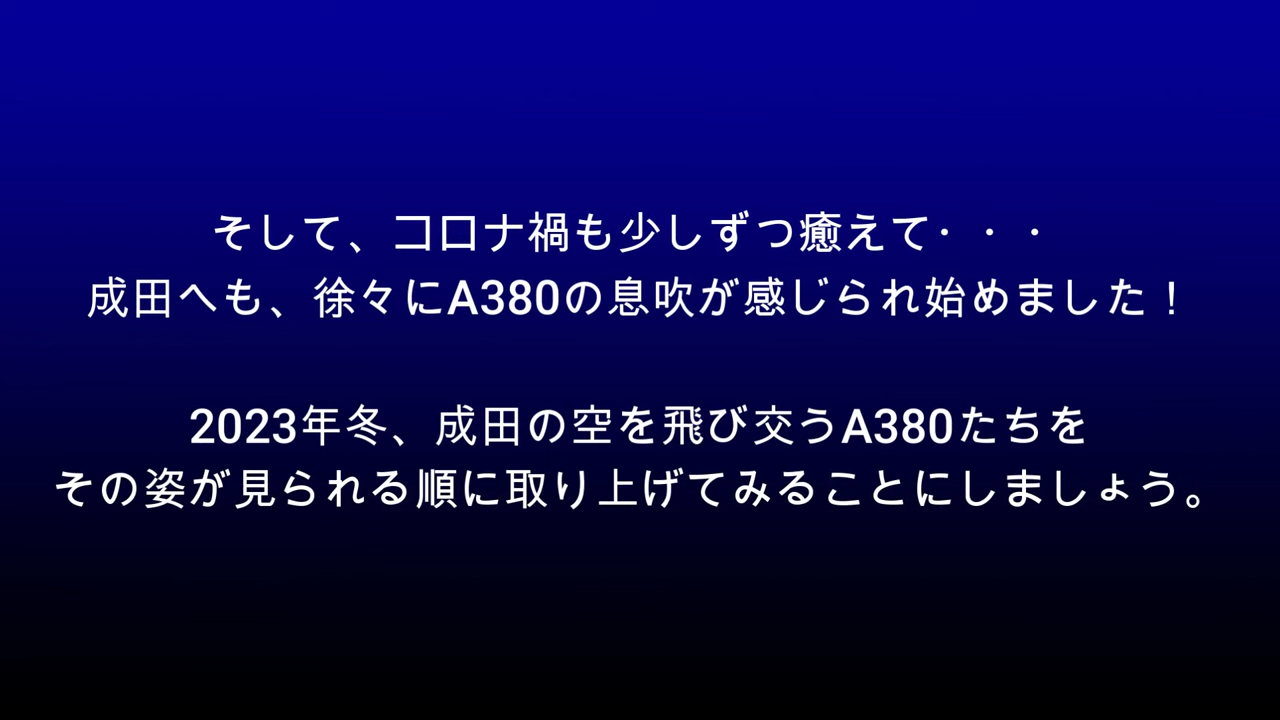 そして、コロナ禍も少しずつ癒えて・・・
成田へも、徐々にA380の息吹が感じられ始めました！
2023年冬、成田の空を飛び交うA380たちを
その姿が見られる順に取り上げてみることにしましょう。